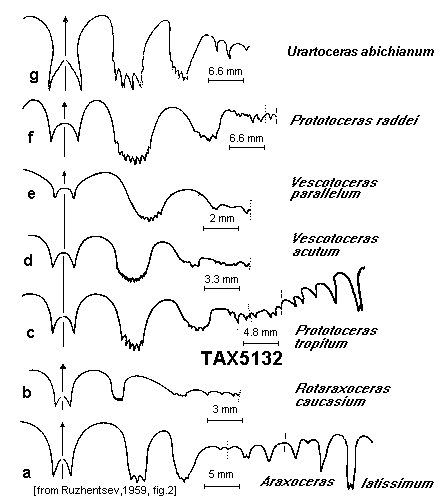 g
6.6 mm
Urartoceras abichianum
f
6.6 mm
Prototoceras raddei
e
2 mm
Vescotoceras
parallelum
d
3.3 mm
Vescotoceras
acutum
c
4.8 mm
Prototoceras
tropitum
TAX5132
b
3 mm
Rotaraxoceras
caucasium
a
5 mm
Araxoceras
latissimum
[from Ruzhentsev,1959, fig.2]